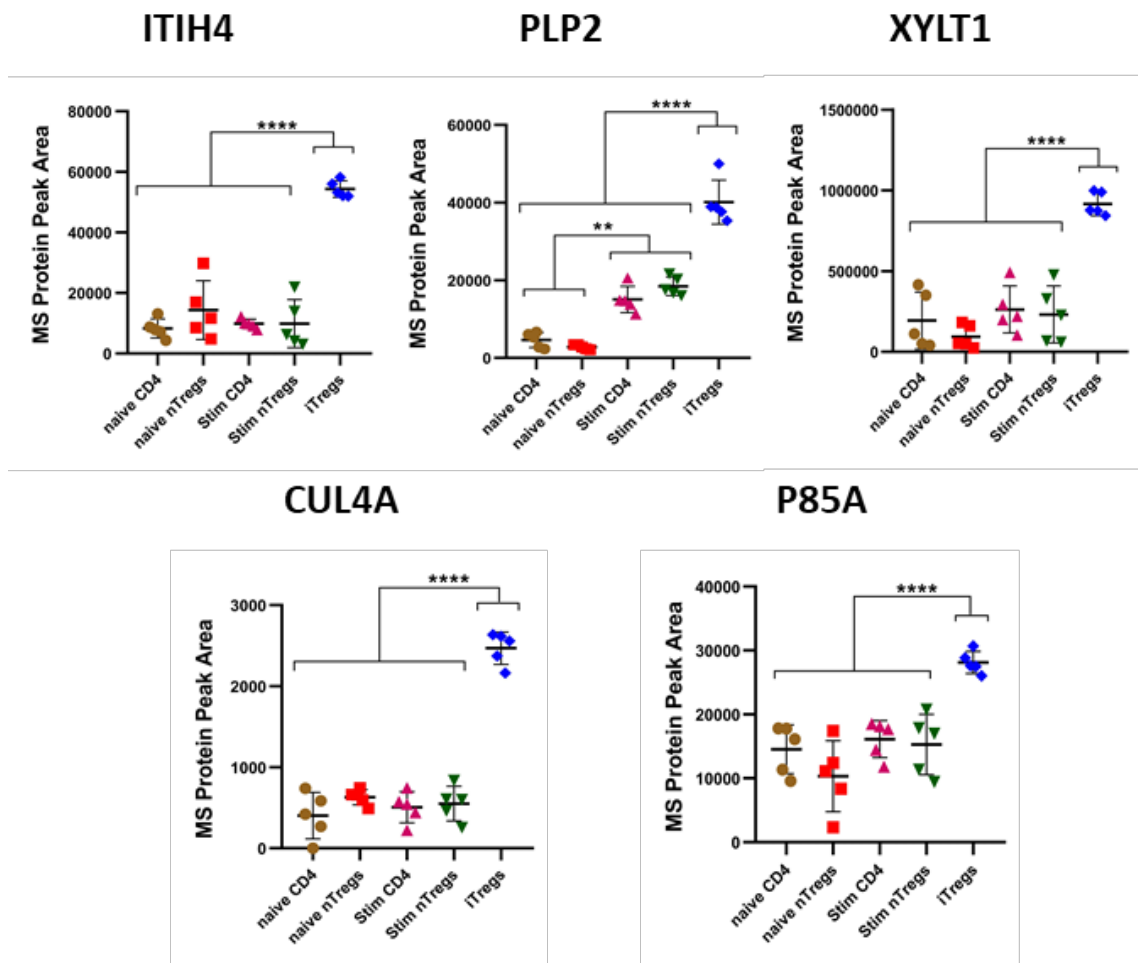 ITIH4 PLP2 XYLT1
MS Protein Peak Area
80000
60000
40000
20000
0
****
naive CD4
naive nTregs
Stim CD4
Stim nTregs
iTregs
MS Protein Peak Area
60000
40000
20000
0
****
**
naive CD4
naive nTregs
Stim CD4
Stim nTregs
iTregs
MS Protein Peak Area
1500000
1000000
500000
0
****
naive CD4
naive nTregs
Stim CD4
Stim nTregs
iTregs
CUL4A P85A
MS Protein Peak Area
3000
2000
1000
0
****
naive CD4
naive nTregs
Stim CD4
Stim nTregs
iTregs
MS Protein Peak Area
40000
30000
20000
10000
0
****
naive CD4
naive nTregs
Stim CD4
Stim nTregs
iTregs